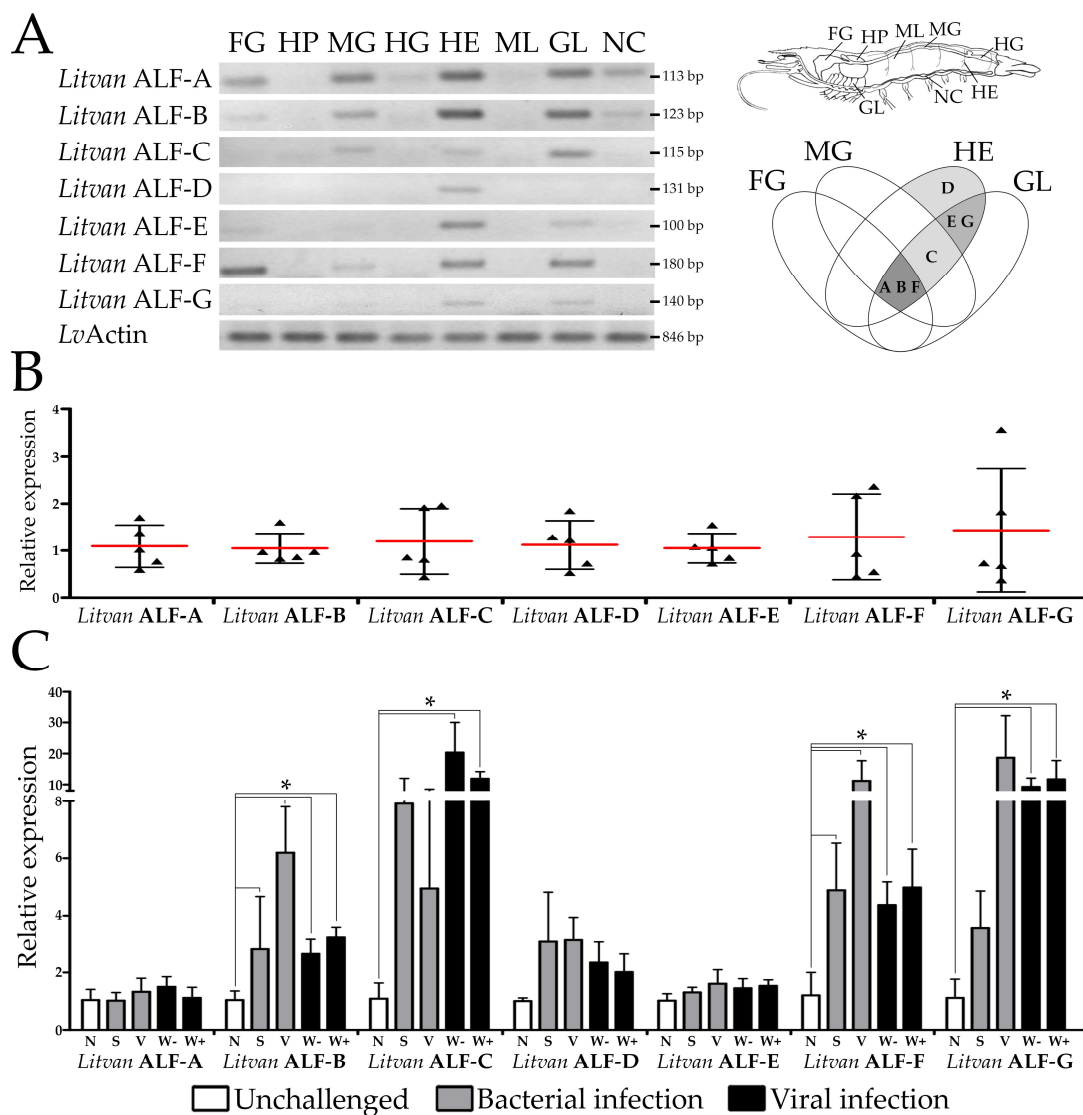 A
FG HP MG HG HE ML GL NC
Litvan ALF-A 113 bp
Litvan ALF-B 123 bp
Litvan ALF-C 115 bp
Litvan ALF-D 131 bp
Litvan ALF-E 100 bp
Litvan ALF-F 180 bp
Litvan ALF-G 140 bp
LvActin 846 bp
FG HP ML MG HG
GL NC HE
MG HE
FG GL
D
E G
C
A B F
B
Relative expression
4
3
2
1
0
Litvan ALF-A Litvan ALF-B Litvan ALF-C Litvan ALF-D Litvan ALF-E Litvan ALF-F Litvan ALF-G
C
Relative expression
40
30
20
10
8
6
4
2
0
* * * *
N S V W- W+ N S V W- W+ N S V W- W+ N S V W- W+ N S V W- W+ N S V W- W+ N S V W- W+
Litvan ALF-A Litvan ALF-B Litvan ALF-C Litvan ALF-D Litvan ALF-E Litvan ALF-F Litvan ALF-G
Unchallenged Bacterial infection Viral infection